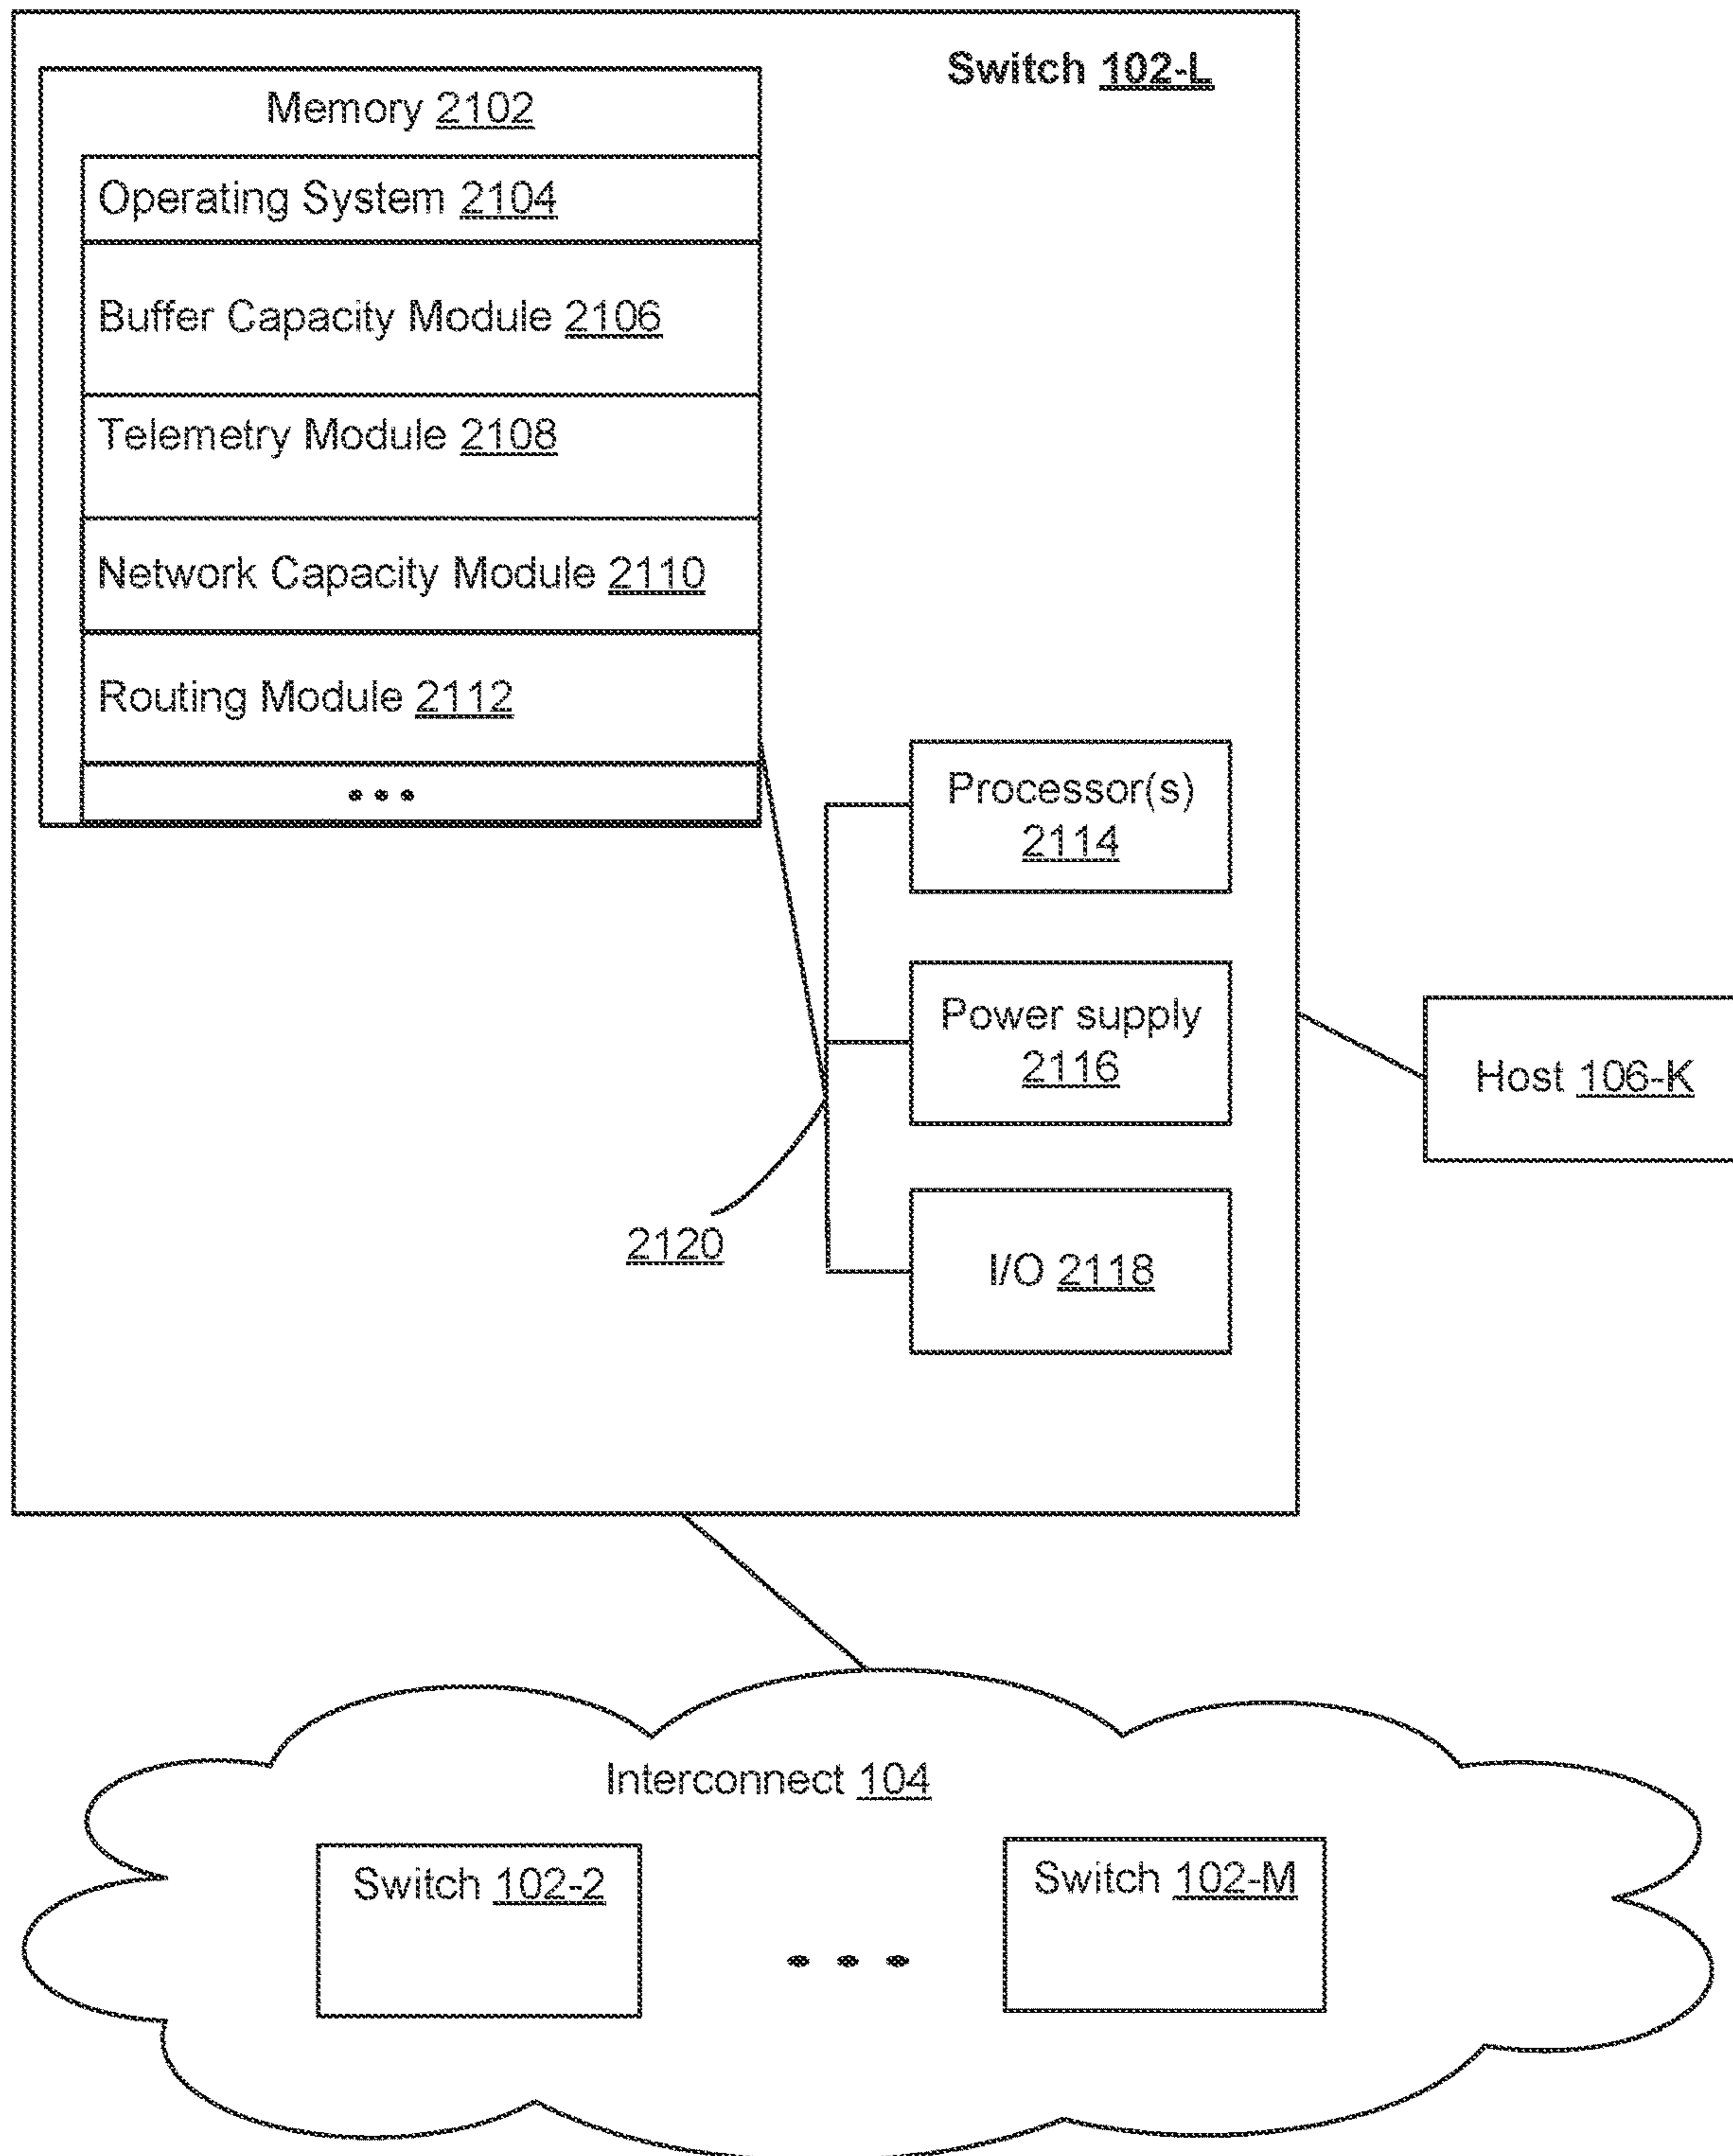 Switch 102-L
Memory 2102
Operating System 2104
Buffer Capacity Module 2106
Telemetry Module 2108
Network Capacity Module 2110
Routing Module 2112
...
Processor(s)
2114
Power supply
2116
Host 106-K
2120
I/O 2118
Interconnect 104
Switch 102-2
Switch 102-M
...